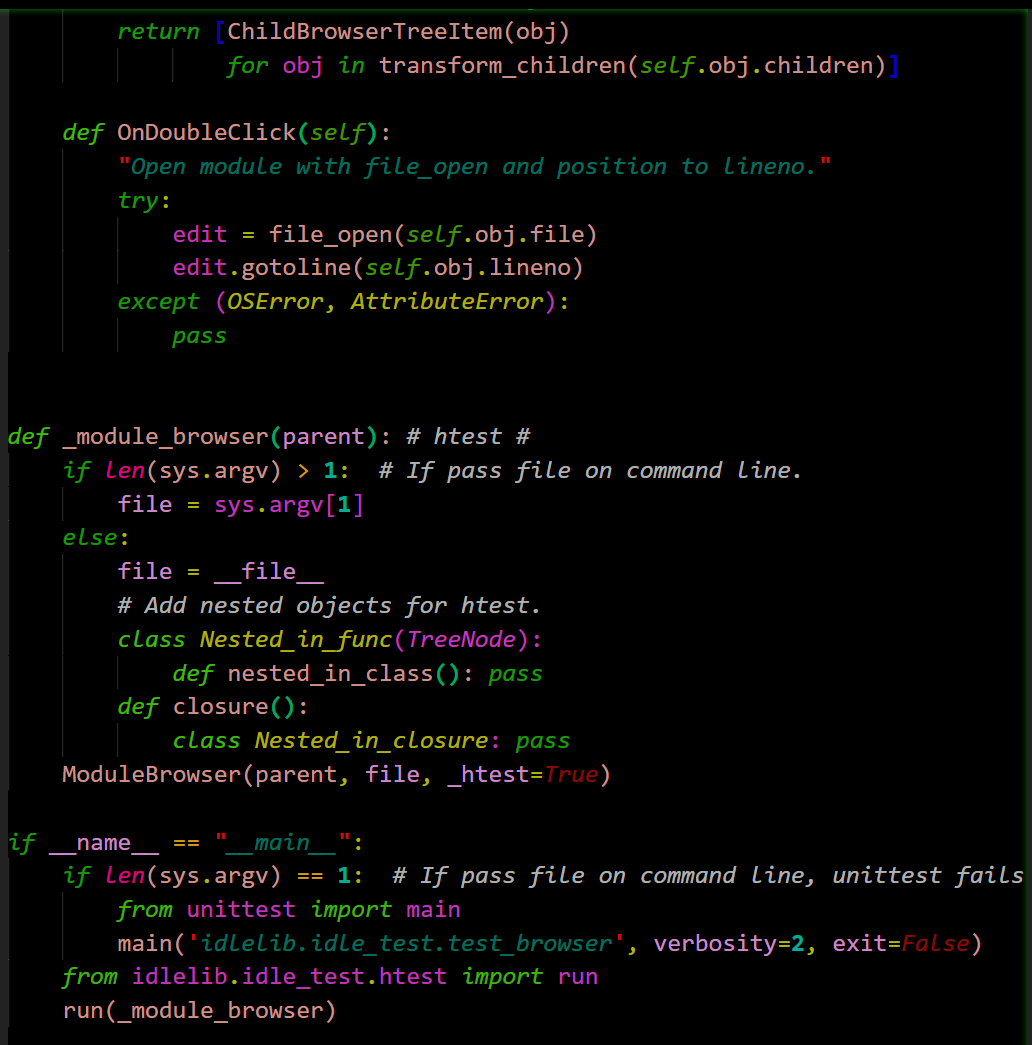 return [ChildBrowserTreeItem(obj)
                for obj in transform_children(self.obj.children)]

    def OnDoubleClick(self):
        "Open module with file_open and position to lineno."
        try:
            edit = file_open(self.obj.file)
            edit.gotoline(self.obj.lineno)
        except (OSError, AttributeError):
            pass


def _module_browser(parent): # htest #
    if len(sys.argv) > 1:  # If pass file on command line.
        file = sys.argv[1]
    else:
        file = __file__
        # Add nested objects for htest.
        class Nested_in_func(TreeNode):
            def nested_in_class(): pass
        def closure():
            class Nested_in_closure: pass
    ModuleBrowser(parent, file, _htest=True)

if __name__ == "__main__":
    if len(sys.argv) == 1:  # If pass file on command line, unittest fails
        from unittest import main
        main('idlelib.idle_test.test_browser', verbosity=2, exit=False)
    from idlelib.idle_test.htest import run
    run(_module_browser)